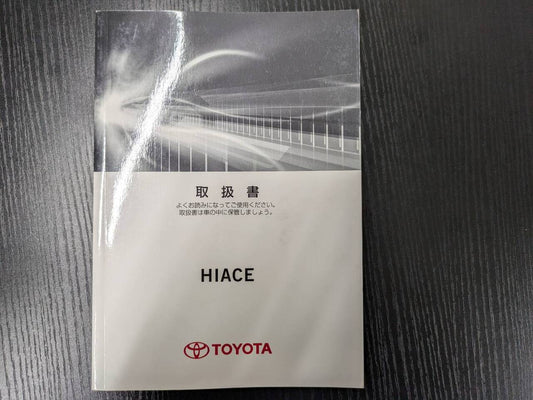 取扱書
よくお読みになってご使用ください。
取扱書は車の中に保管しましょう。
HIACE
TOYOTA